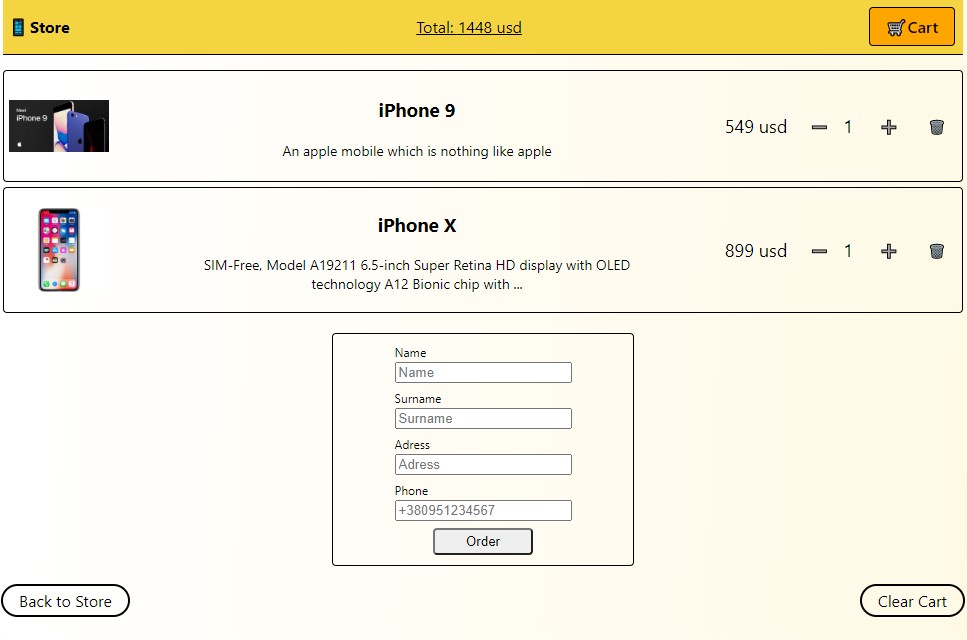 Store
Total: 1448 usd
Cart
Meet
iPhone 9
iPhone 9
An apple mobile which is nothing like apple
549 usd
1
iPhone X
SIM-Free, Model A19211 6.5-inch Super Retina HD display with OLED
technology A12 Bionic chip with ...
899 usd
1
Name
Name
Surname
Surname
Adress
Adress
Phone
+380951234567
Order
Back to Store
Clear Cart